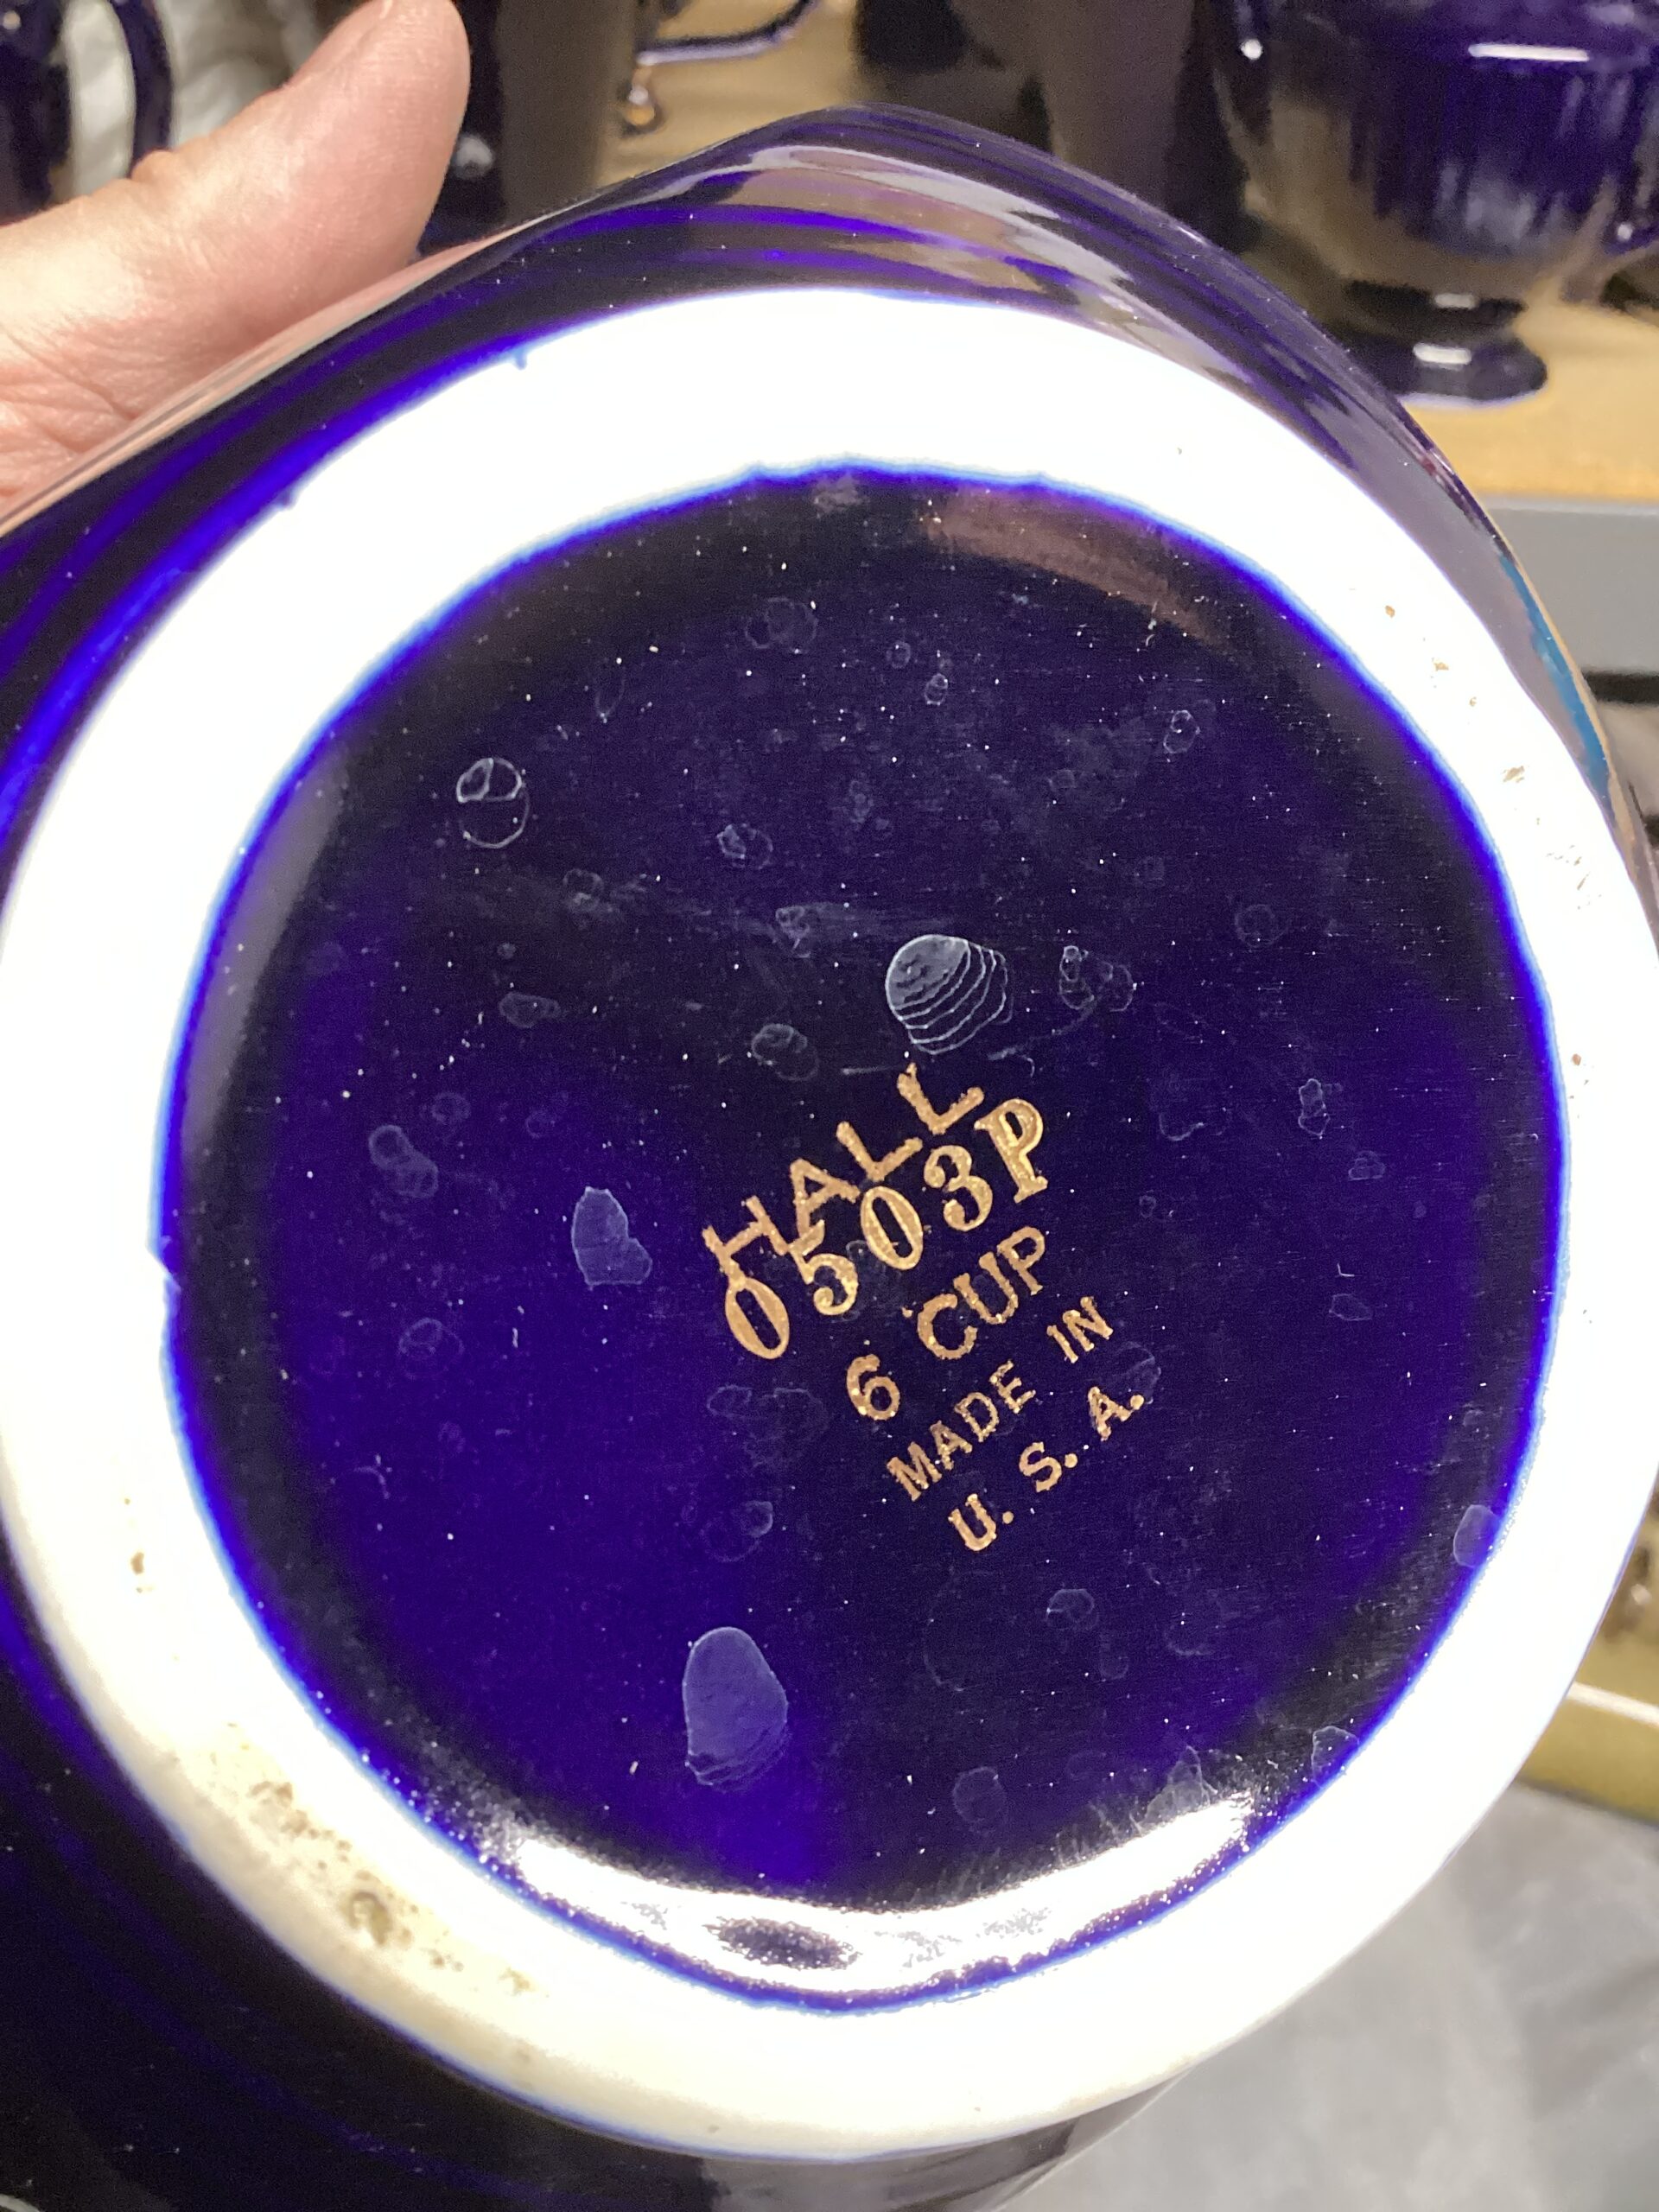 HALL
0503P
6 CUP
MADE IN
U. S. A.